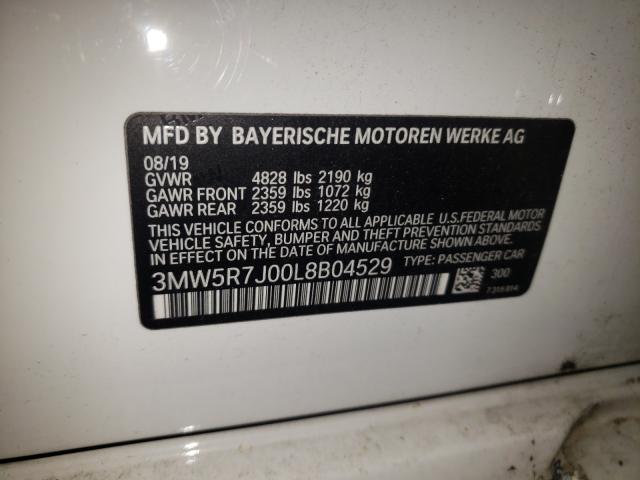 MFD BY BAYERISCHE MOTOREN WERKE AG
08/19
GVWR 4828 lbs 2190 kg
GAWR FRONT 2359 lbs 1072 kg
GAWR REAR 2359 lbs 1220 kg
THIS VEHICLE CONFORMS TO ALL APPLICABLE U.S.FEDERAL MOTOR
VEHICLE SAFETY, BUMPER AND THEFT PREVENTION STANDARDS
IN EFFECT ON THE DATE OF MANUFACTURE SHOWN ABOVE.
3MW5R7J00L8B04529 TYPE: PASSENGER CAR
300